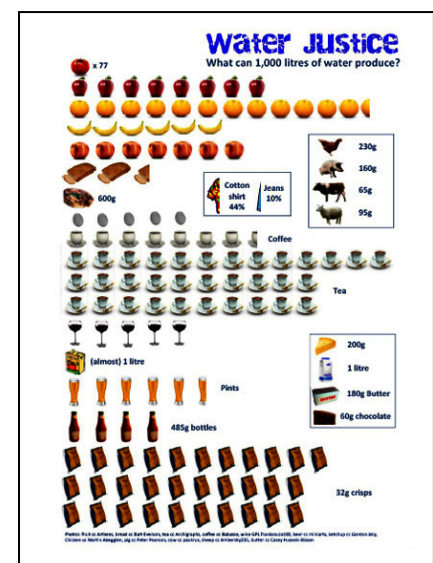 Water Justice
What can 1,000 litres of water produce?
x 77
230g
160g
65g
95g
600g
Cotton
shirt
44%
Jeans
10%
Coffee
Tea
200g
1 litre
180g Butter
60g chocolate
(almost) 1 litre
Pints
485g bottles
32g crisps